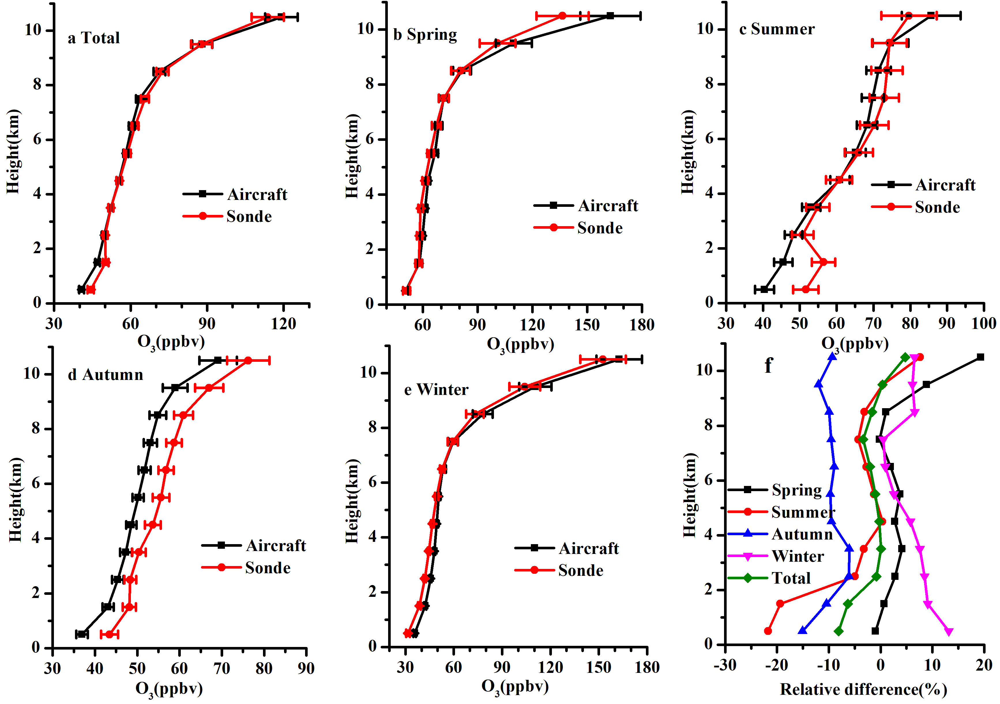 a Total
10
8
6
4
2
0
Height(km)
Aircraft
Sonde
30 60 90 120
O3(ppbv)
b Spring
10
8
6
4
2
0
Height(km)
Aircraft
Sonde
60 90 120 150 180
O3(ppbv)
c Summer
10
8
6
4
2
0
Height(km)
Aircraft
Sonde
30 40 50 60 70 80 90 100
O3(ppbv)
d Autumn
10
8
6
4
2
0
Height(km)
Aircraft
Sonde
30 40 50 60 70 80 90
O3(ppbv)
e Winter
10
8
6
4
2
0
Height(km)
Aircraft
Sonde
30 60 90 120 150 180
O3(ppbv)
f
10
8
6
4
2
0
Height(km)
Spring
Summer
Autumn
Winter
Total
-30 -20 -10 0 10 20
Relative difference(%)